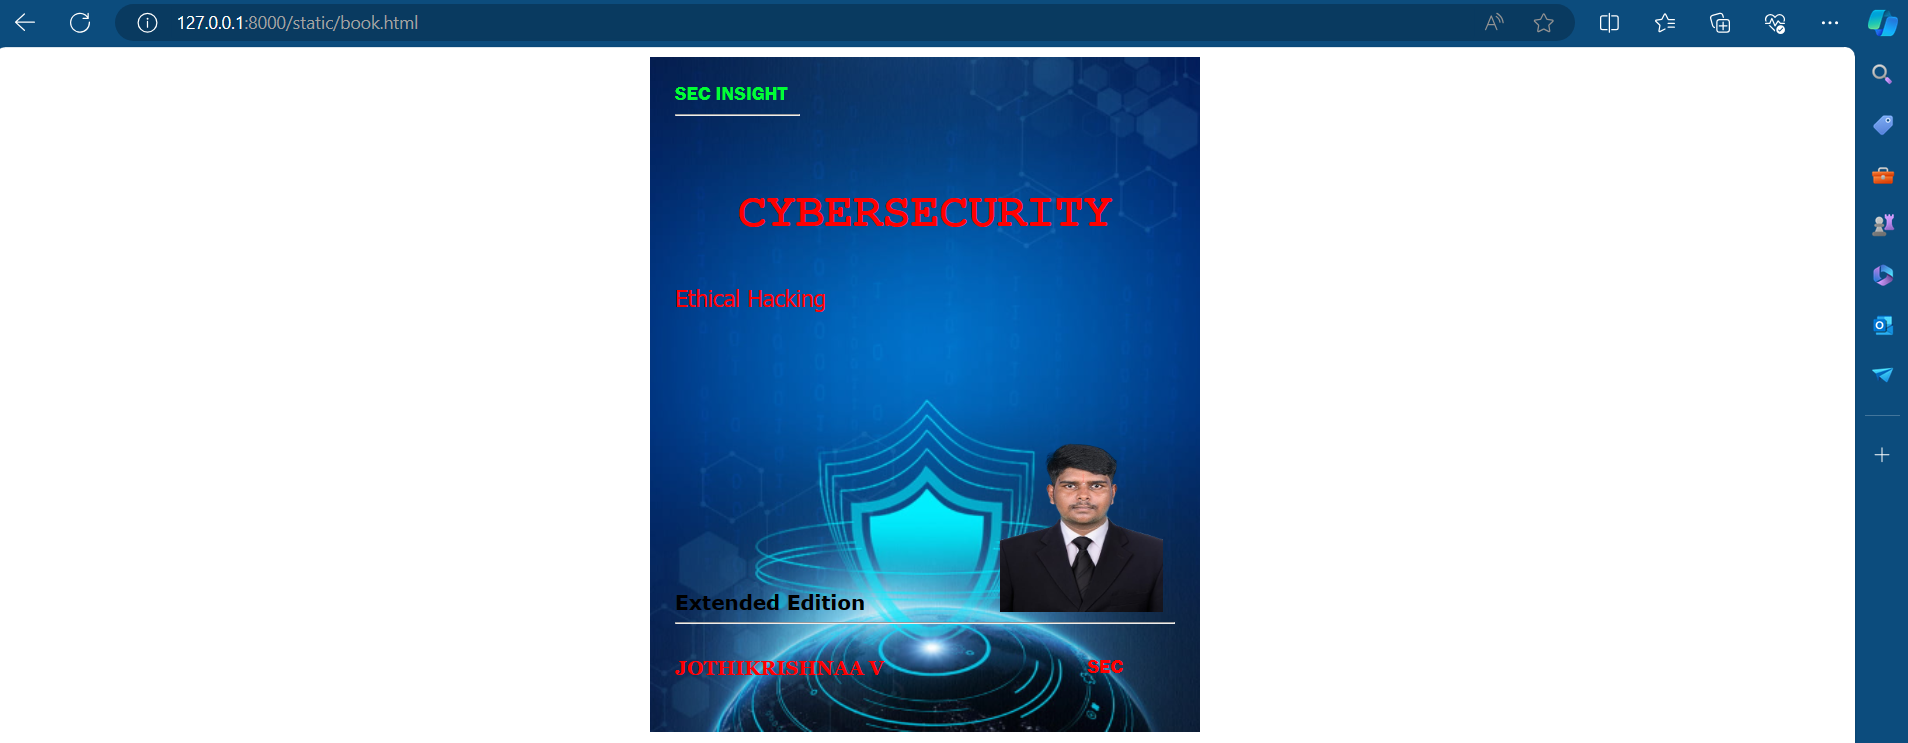 127.0.0.1:8000/static/book.html
SEC INSIGHT
CYBERSECURITY
Ethical Hacking
Extended Edition
JOTHIKRISHNAA V
SEC